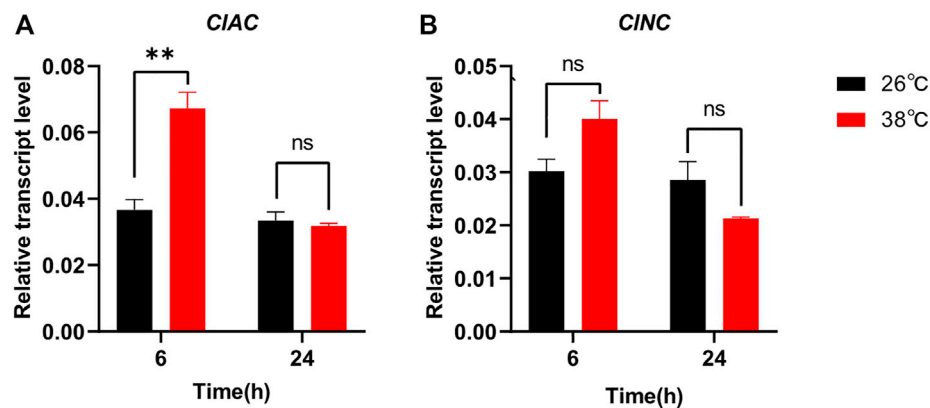 A
ClAC
Relative transcript level
0.08
0.06
0.04
0.02
0.00
**
ns
6
24
Time(h)
B
ClNC
Relative transcript level
0.05
0.04
0.03
0.02
0.01
0.00
ns
ns
6
24
Time(h)
26°C
38°C